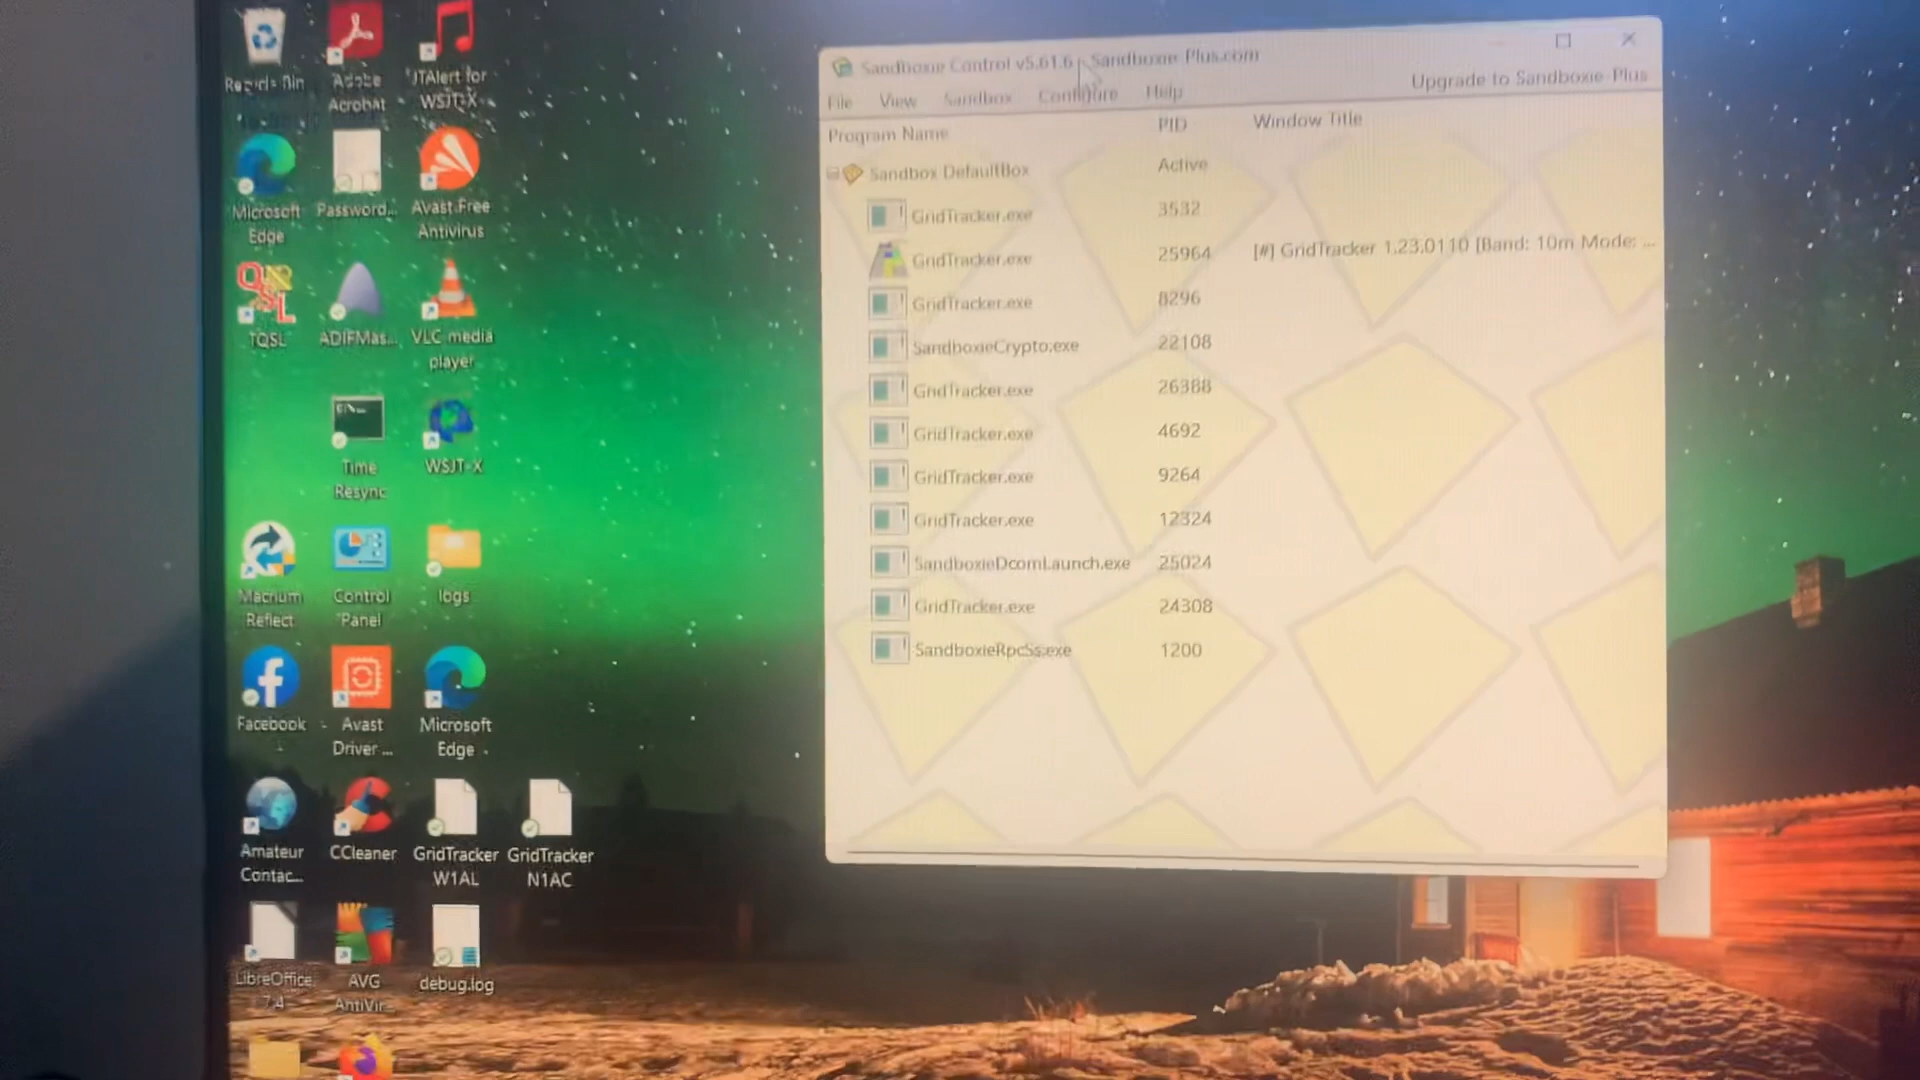 Recycle Bin
Adobe
Acrobat
JTAlert for
WSJT-X
Microsoft
Edge
Password...
Avast Free
Antivirus
TQSL
ADIFMas...
VLC media
player
Time
Resync
WSJT-X
Macrium
Reflect
Control
Panel
logs
Facebook
Avast
Driver ...
Microsoft
Edge
Amateur
Contac...
CCleaner
GridTracker
W1AL
GridTracker
N1AC
LibreOffice
7.4
AVG
AntiVir...
debug.log
Sandboxie Control v5.61.6 - Sandboxie-Plus.com
File View Sandbox Configure Help Upgrade to Sandboxie-Plus
Program Name PID Window Title
Sandbox DefaultBox Active
GridTracker.exe 3532
GridTracker.exe 25964 [#] GridTracker 1.23.0110 [Band: 10m Mode: ...
GridTracker.exe 8296
SandboxieCrypto.exe 22108
GridTracker.exe 26388
GridTracker.exe 4692
GridTracker.exe 9264
GridTracker.exe 12324
SandboxieDcomLaunch.exe 25024
GridTracker.exe 24308
SandboxieRpcSs.exe 1200